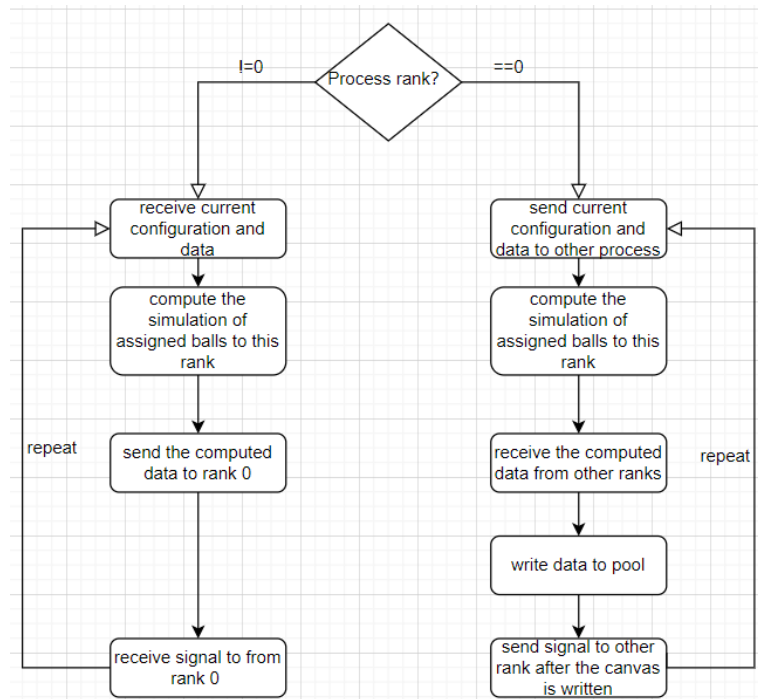 !=0
Process rank?
==0
receive current
configuration and
data
send current
configuration and
data to other process
compute the
simulation of
assigned balls to this
rank
compute the
simulation of
assigned balls to this
rank
repeat
send the computed
data to rank 0
receive the computed
data from other ranks
repeat
write data to pool
receive signal to from
rank 0
send signal to other
rank after the canvas
is written